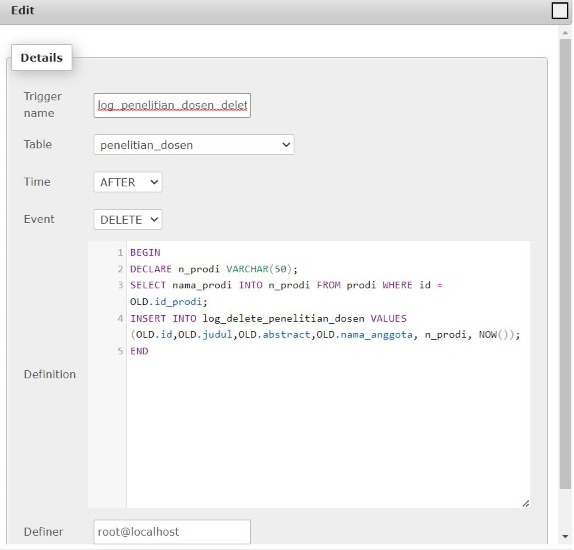 Edit
Details
Trigger
name
log_penelitian_dosen_delet
Table
penelitian_dosen
Time
AFTER
Event
DELETE
Definition
1 BEGIN
2 DECLARE n_prodi VARCHAR(50);
3 SELECT nama_prodi INTO n_prodi FROM prodi WHERE id =
OLD.id_prodi;
4 INSERT INTO log_delete_penelitian_dosen VALUES
(OLD.id,OLD.judul,OLD.abstract,OLD.nama_anggota, n_prodi, NOW());
5 END
Definer
root@localhost